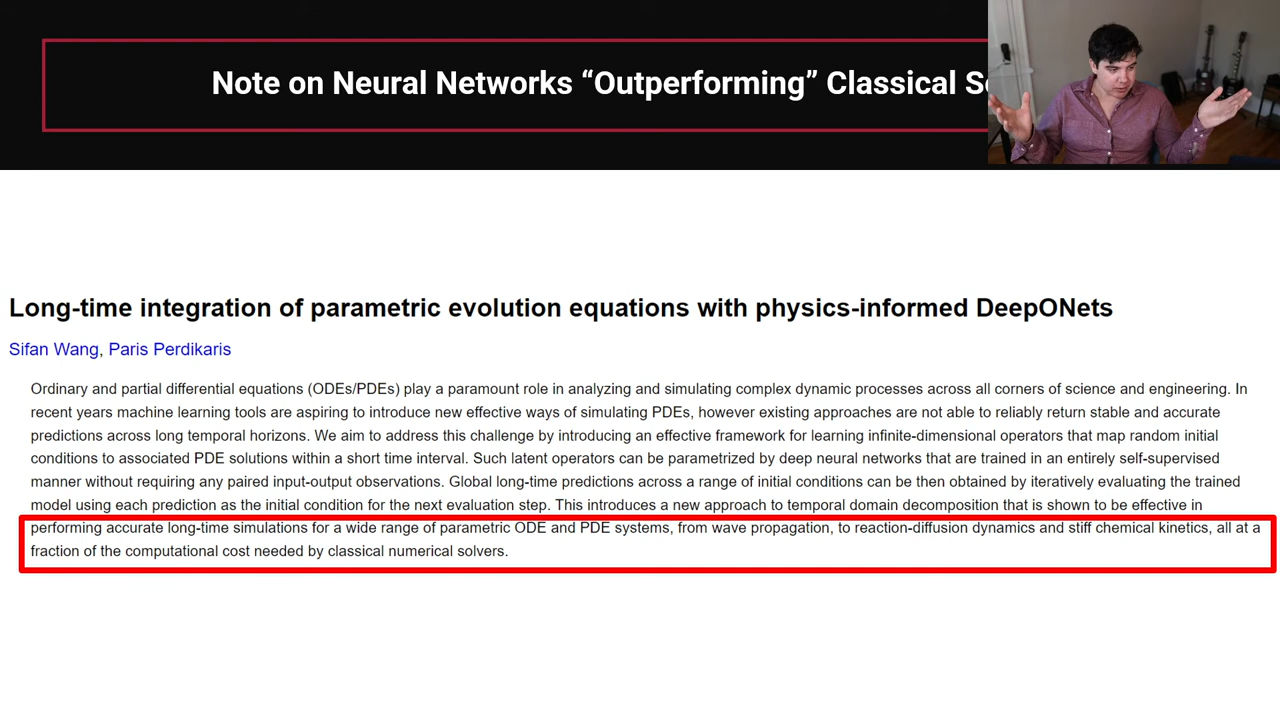 Note on Neural Networks “Outperforming” Classical
Long-time integration of parametric evolution equations with physics-informed DeepONets
Sifan Wang, Paris Perdikaris
Ordinary and partial differential equations (ODEs/PDEs) play a paramount role in analyzing and simulating complex dynamic processes across all corners of science and engineering. In
recent years machine learning tools are aspiring to introduce new effective ways of simulating PDEs, however existing approaches are not able to reliably return stable and accurate
predictions across long temporal horizons. We aim to address this challenge by introducing an effective framework for learning infinite-dimensional operators that map random initial
conditions to associated PDE solutions within a short time interval. Such latent operators can be parametrized by deep neural networks that are trained in an entirely self-supervised
manner without requiring any paired input-output observations. Global long-time predictions across a range of initial conditions can be then obtained by iteratively evaluating the trained
model using each prediction as the initial condition for the next evaluation step. This introduces a new approach to temporal domain decomposition that is shown to be effective in
performing accurate long-time simulations for a wide range of parametric ODE and PDE systems, from wave propagation, to reaction-diffusion dynamics and stiff chemical kinetics, all at a
fraction of the computational cost needed by classical numerical solvers.